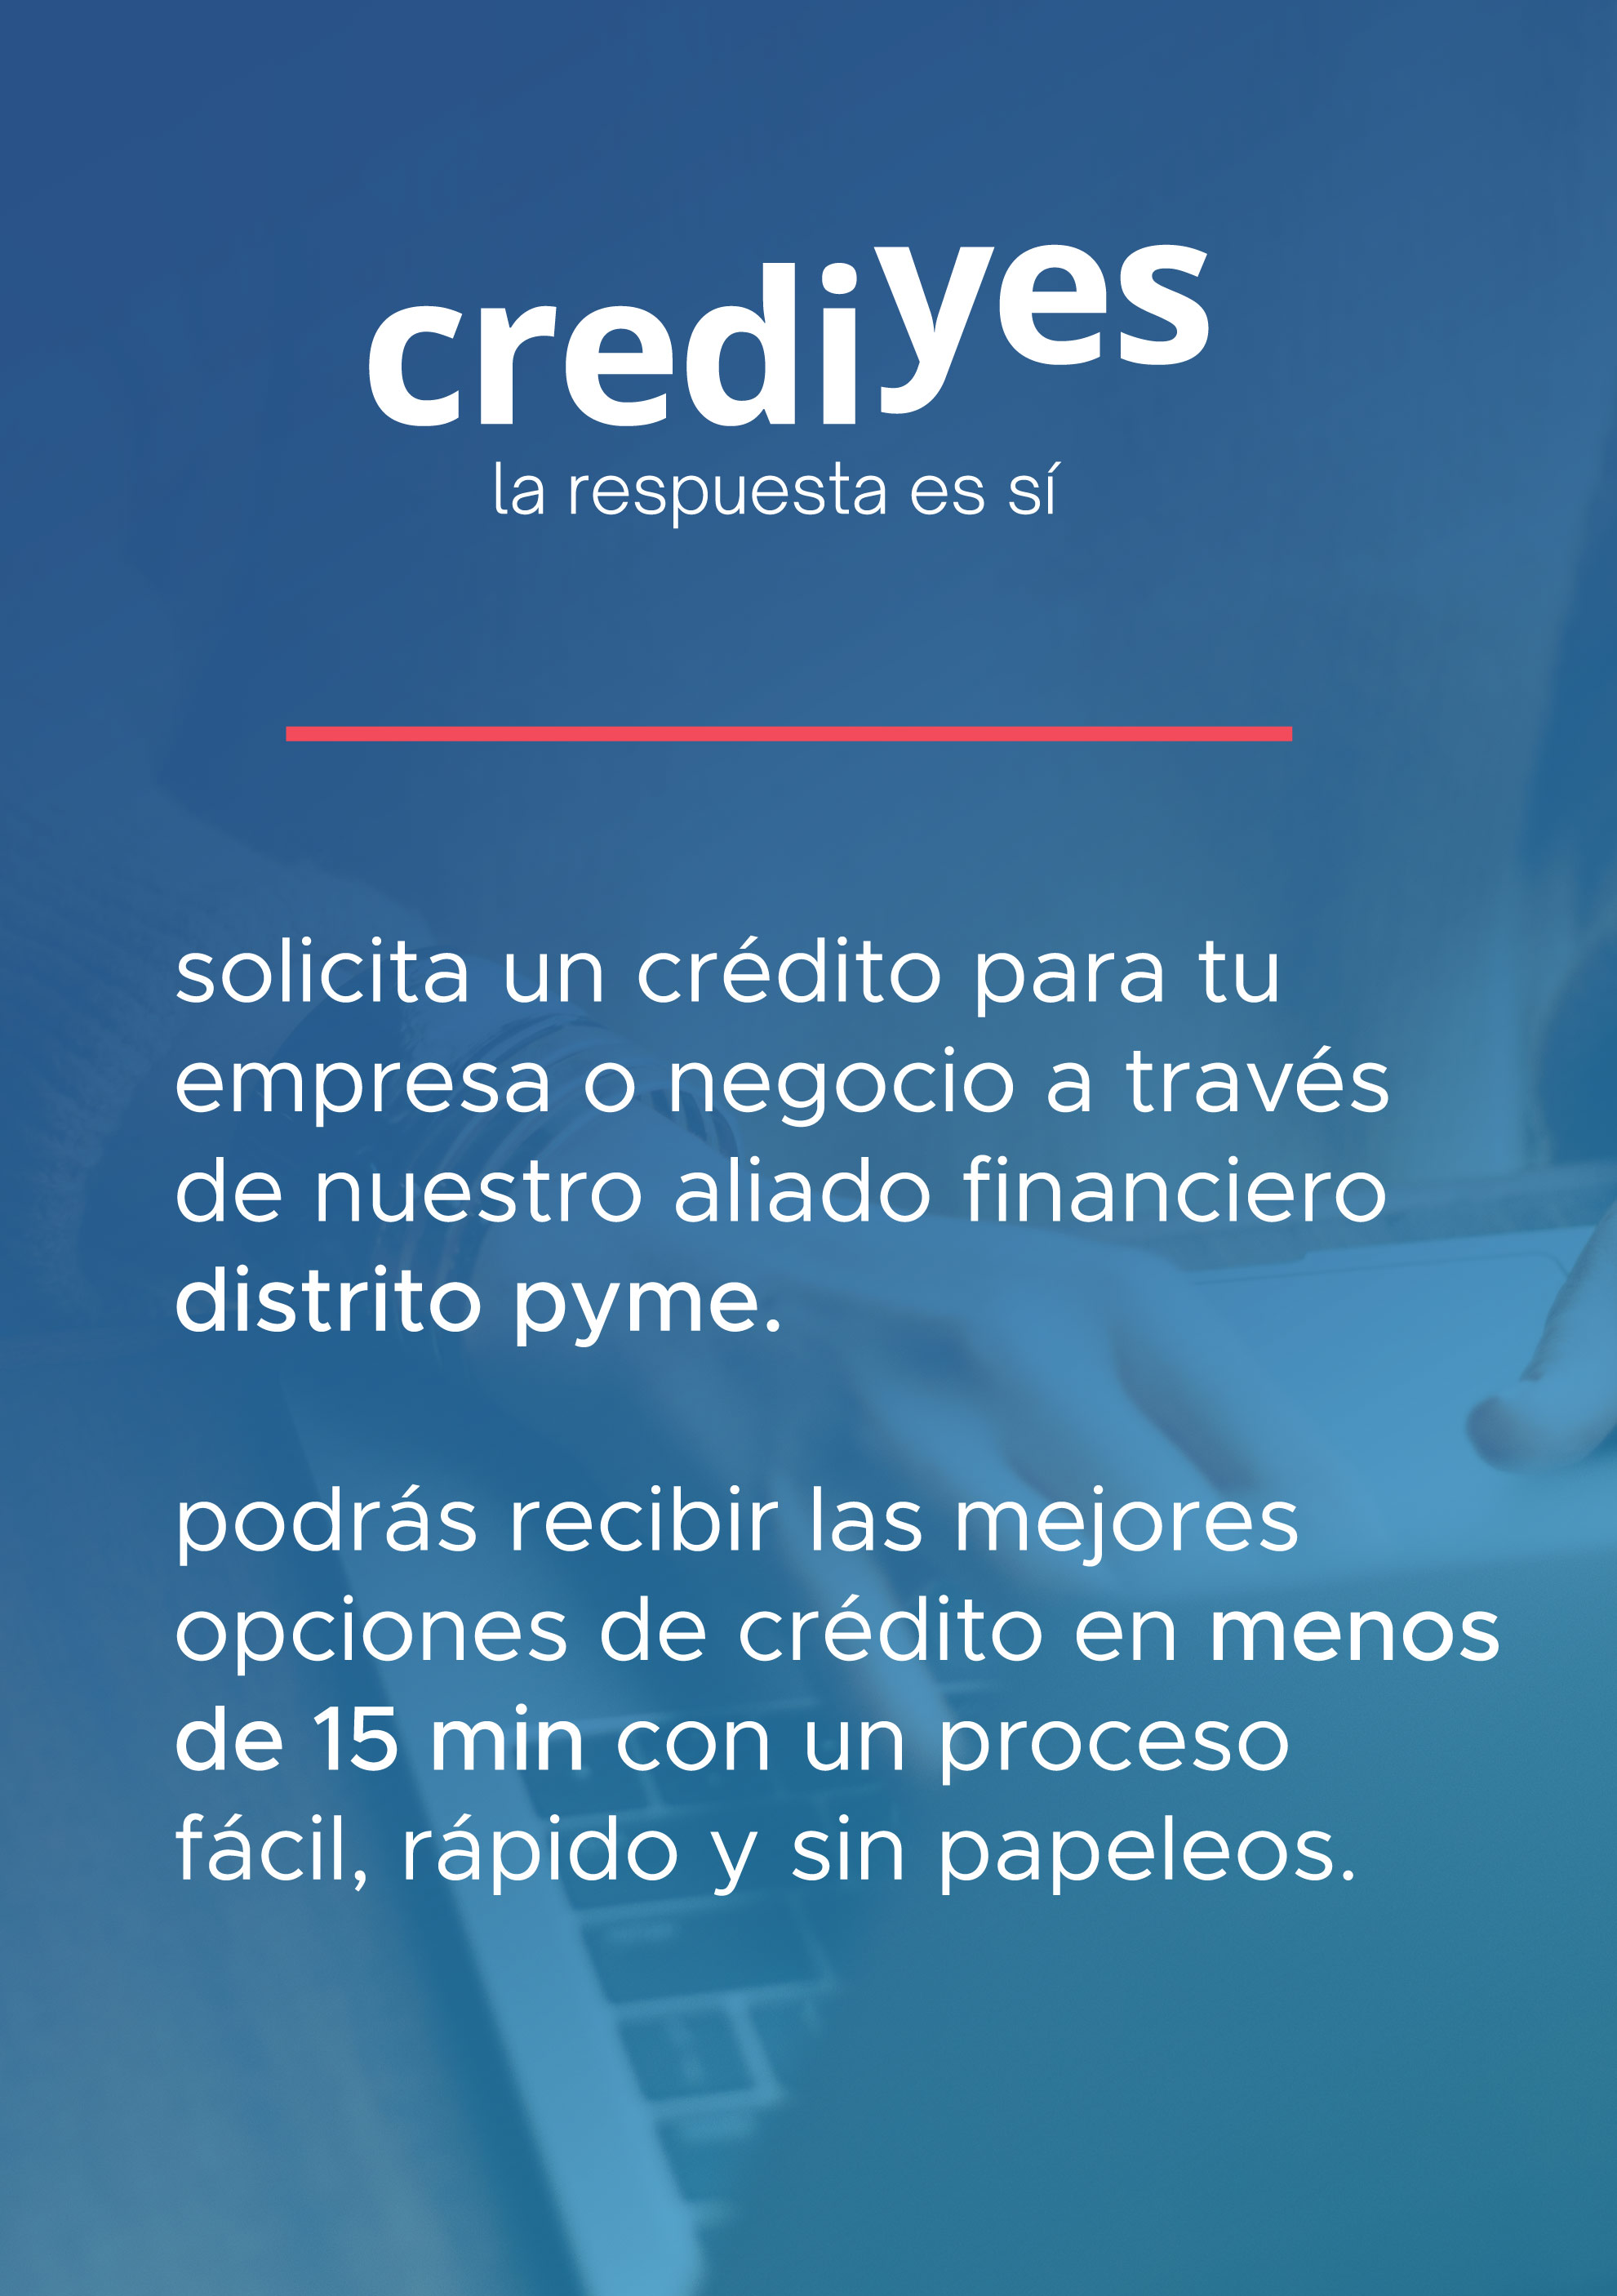 crediyes
la respuesta es sí
solicita un crédito para tu
empresa o negocio a través
de nuestro aliado financiero
distrito pyme.
podrás recibir las mejores
opciones de crédito en menos
de 15 min con un proceso
fácil, rápido y sin papeleos.